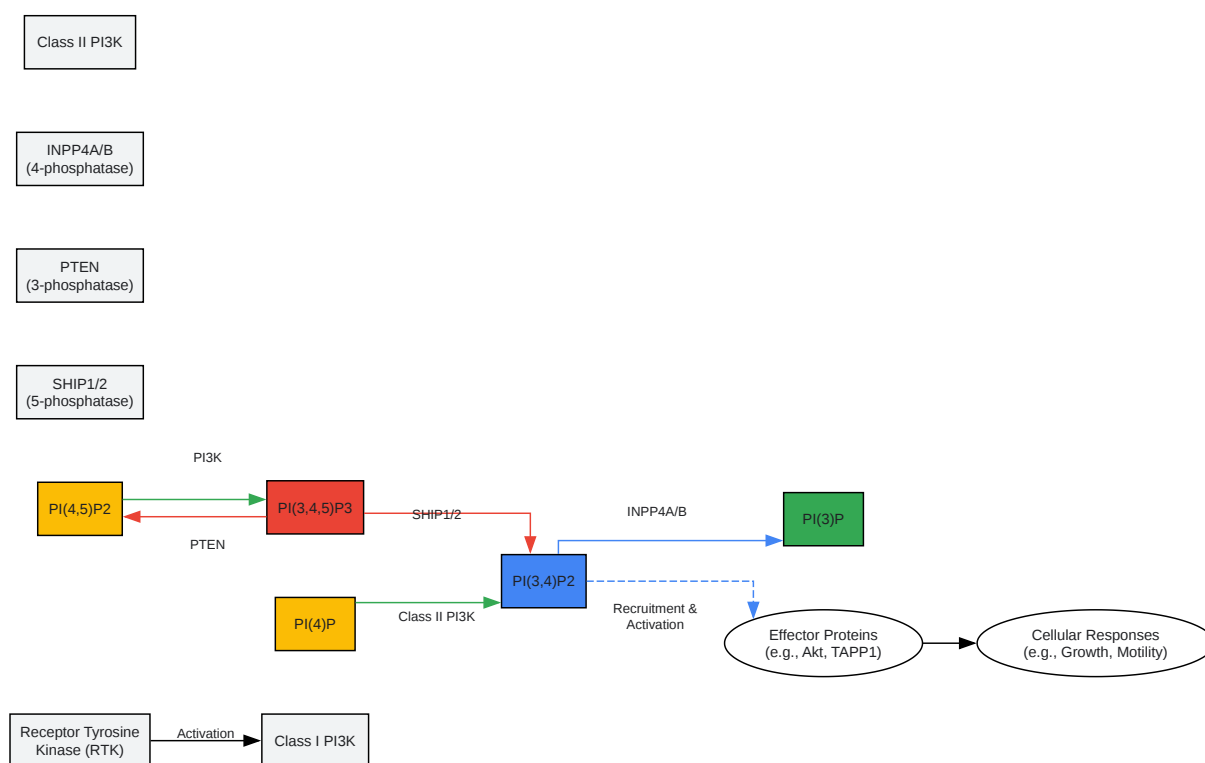 Class II PI3K
INPP4A/B
(4-phosphatase)
PTEN
(3-phosphatase)
SHIP1/2
(5-phosphatase)
PI3K
PI(4,5)P2
PI(3,4,5)P3
PTEN
SHIP1/2
INPP4A/B
PI(3)P
PI(3,4)P2
PI(4)P
Class II PI3K
Recruitment &
Activation
Effector Proteins
(e.g., Akt, TAPP1)
Cellular Responses
(e.g., Growth, Motility)
Receptor Tyrosine
Kinase (RTK)
Activation
Class I PI3K